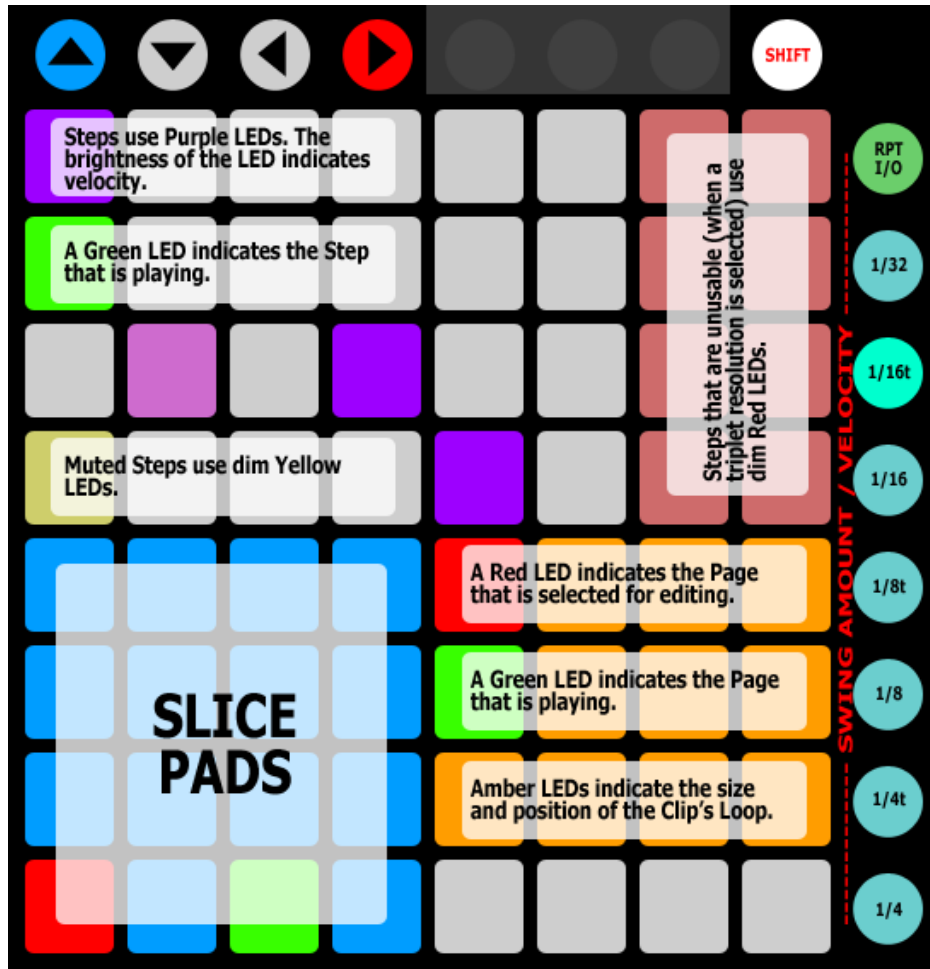 SHIFT
Steps use Purple LEDs. The
brightness of the LED indicates
velocity.
A Green LED indicates the Step
that is playing.
Muted Steps use dim Yellow
LEDs.
Steps that are unusable (when a
triplet resolution is selected) use
dim Red LEDs.
SLICE
PADS
A Red LED indicates the Page
that is selected for editing.
A Green LED indicates the Page
that is playing.
Amber LEDs indicate the size
and position of the Clip's Loop.
SWING AMOUNT / VELOCITY
RPT
I/O
1/32
1/16t
1/16
1/8t
1/8
1/4t
1/4